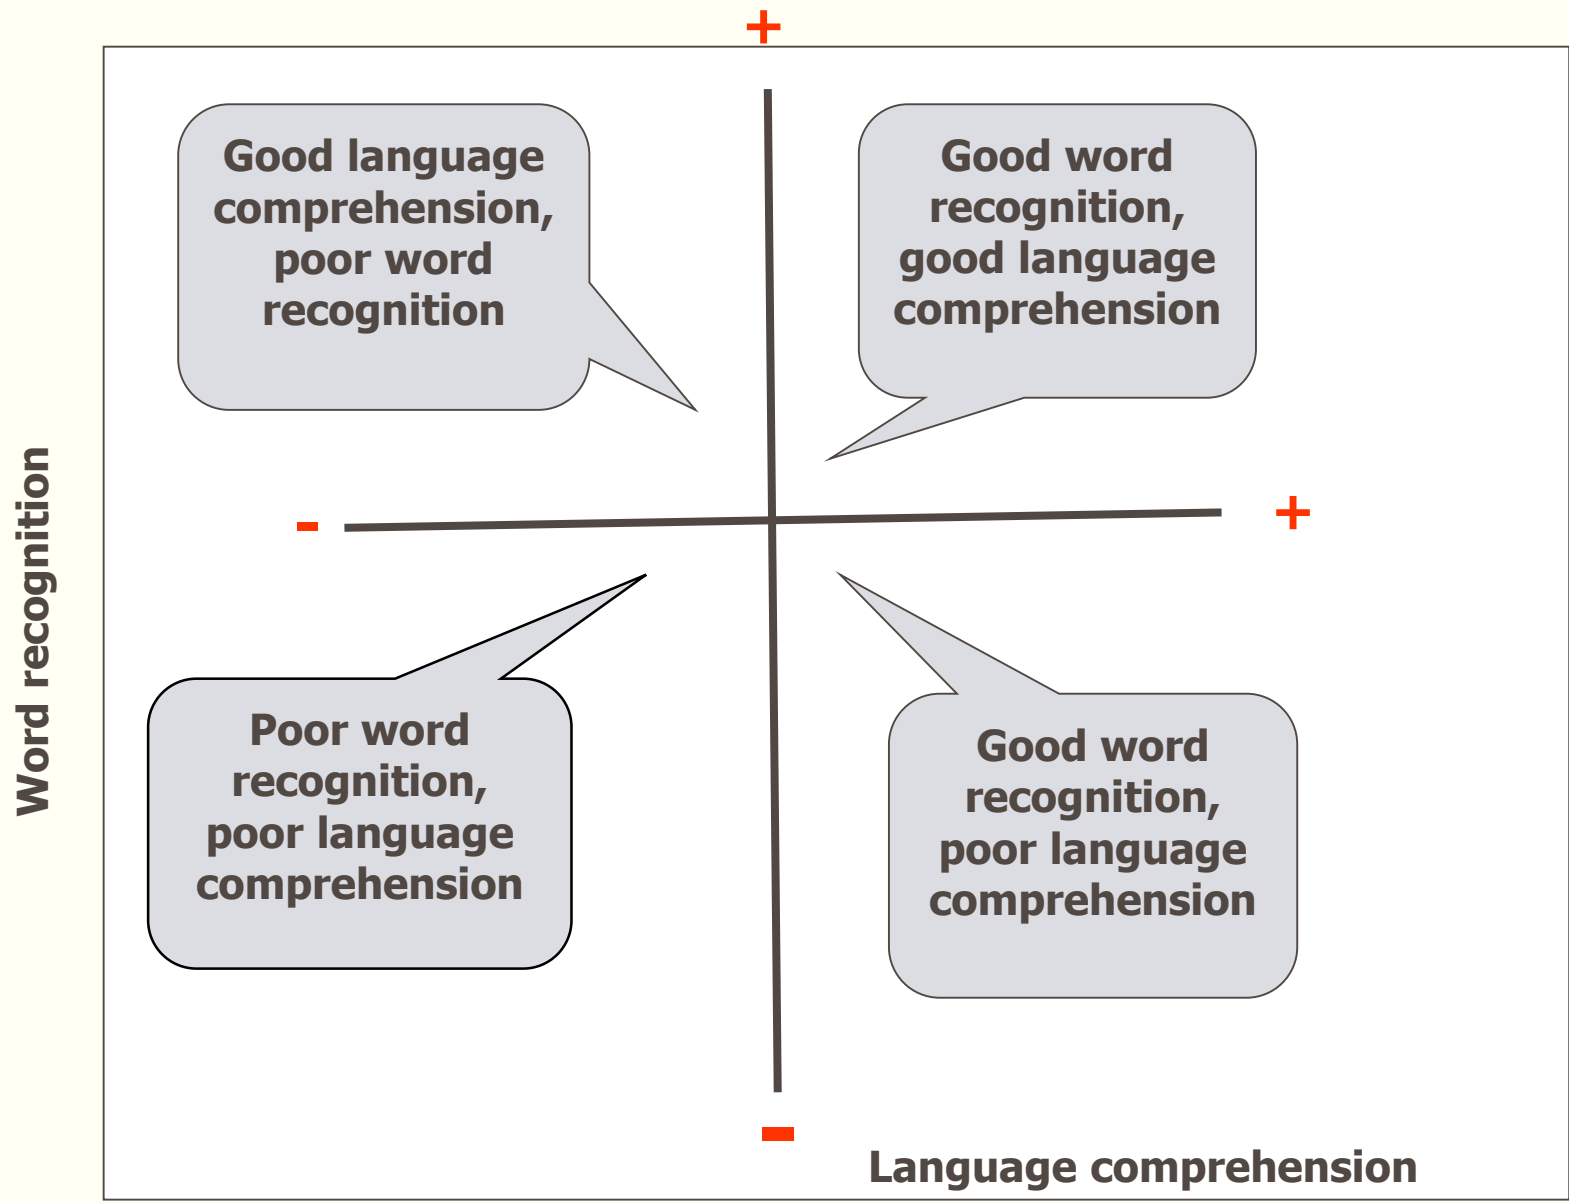 +
Good language
comprehension,
poor word
recognition
Good word
recognition,
good language
comprehension
Word recognition
-
+
Poor word
recognition,
poor language
comprehension
Good word
recognition,
poor language
comprehension
-
Language comprehension